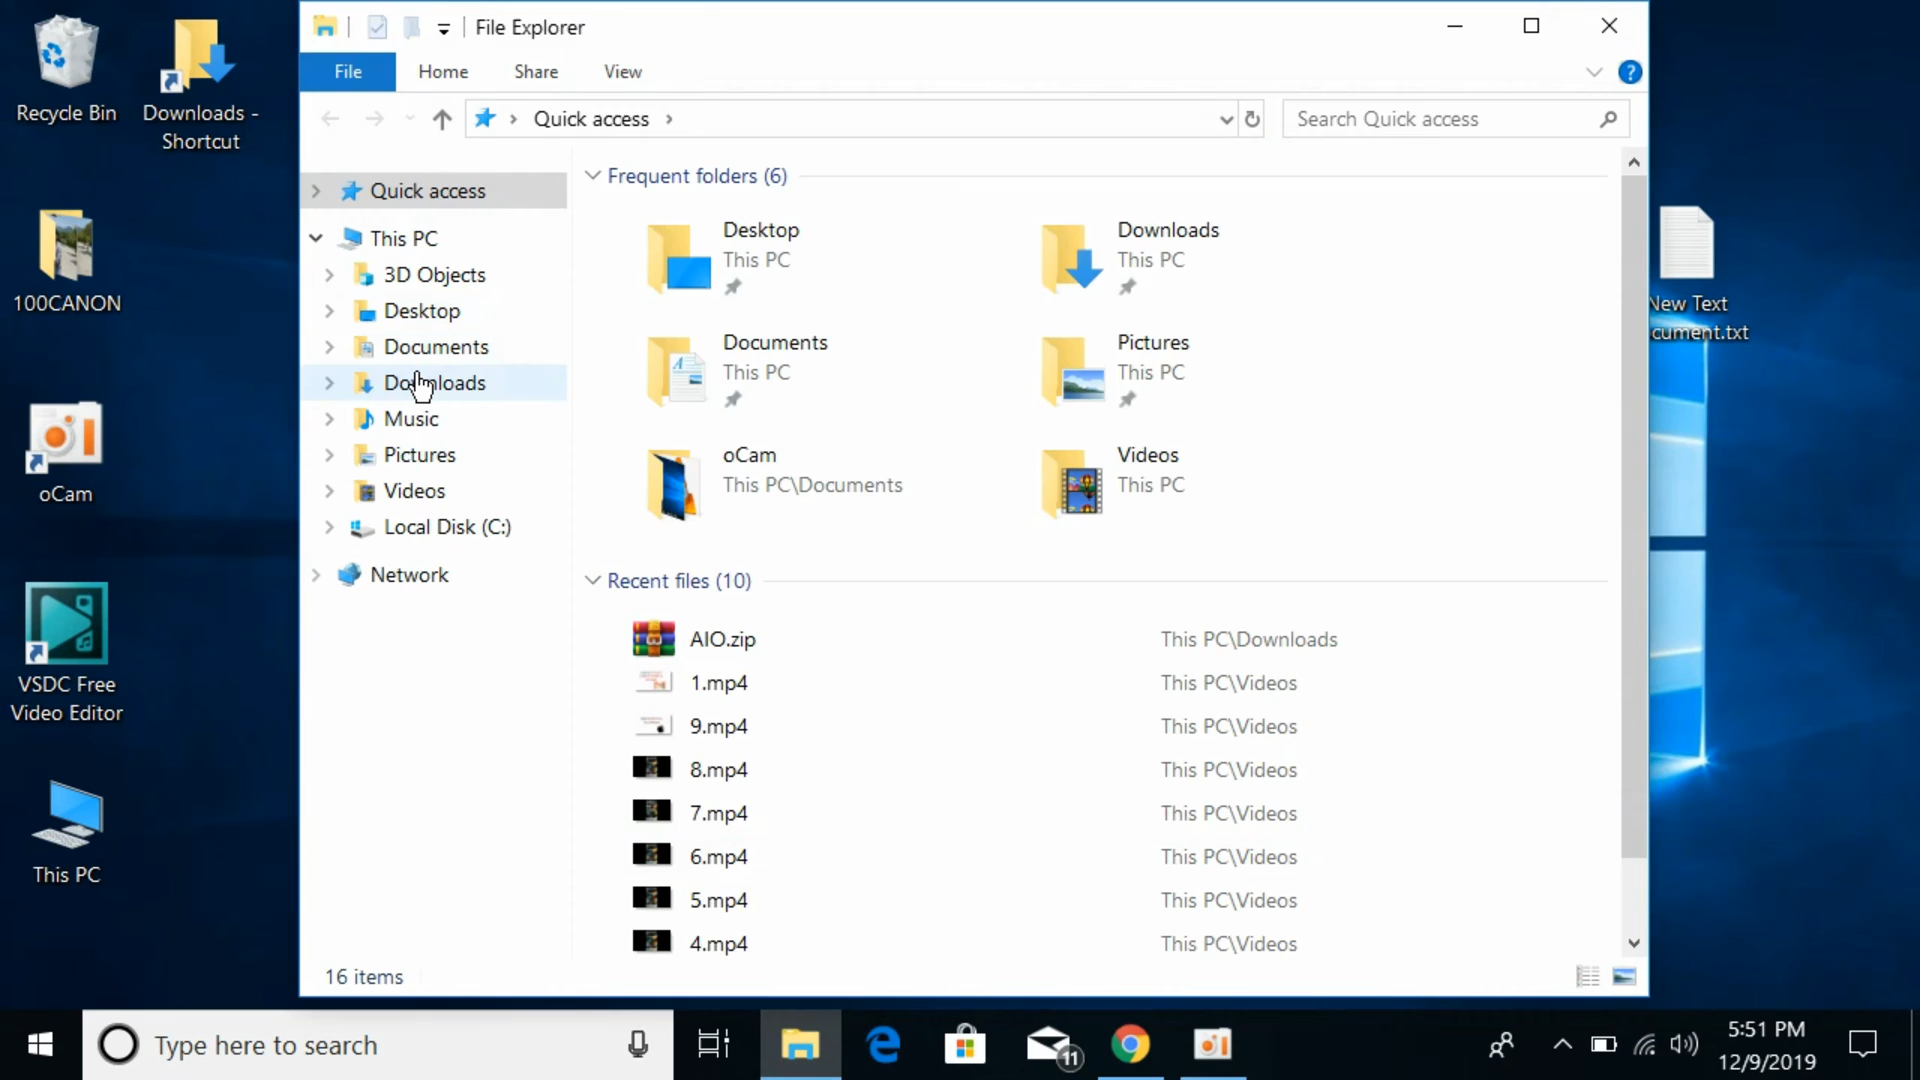 Recycle Bin
Downloads -
Shortcut
100CANON
oCam
VSDC Free
Video Editor
This PC
File Explorer
File
Home
Share
View
?
Quick access
Search Quick access
Quick access
This PC
3D Objects
Desktop
Documents
Downloads
Music
Pictures
Videos
Local Disk (C:)
Network
Frequent folders (6)
Desktop
This PC
Downloads
This PC
Documents
This PC
Pictures
This PC
oCam
This PC\Documents
Videos
This PC
Recent files (10)
AIO.zip This PC\Downloads
1.mp4 This PC\Videos
9.mp4 This PC\Videos
8.mp4 This PC\Videos
7.mp4 This PC\Videos
6.mp4 This PC\Videos
5.mp4 This PC\Videos
4.mp4 This PC\Videos
16 items
New Text
cument.txt
Type here to search
11
5:51 PM
12/9/2019